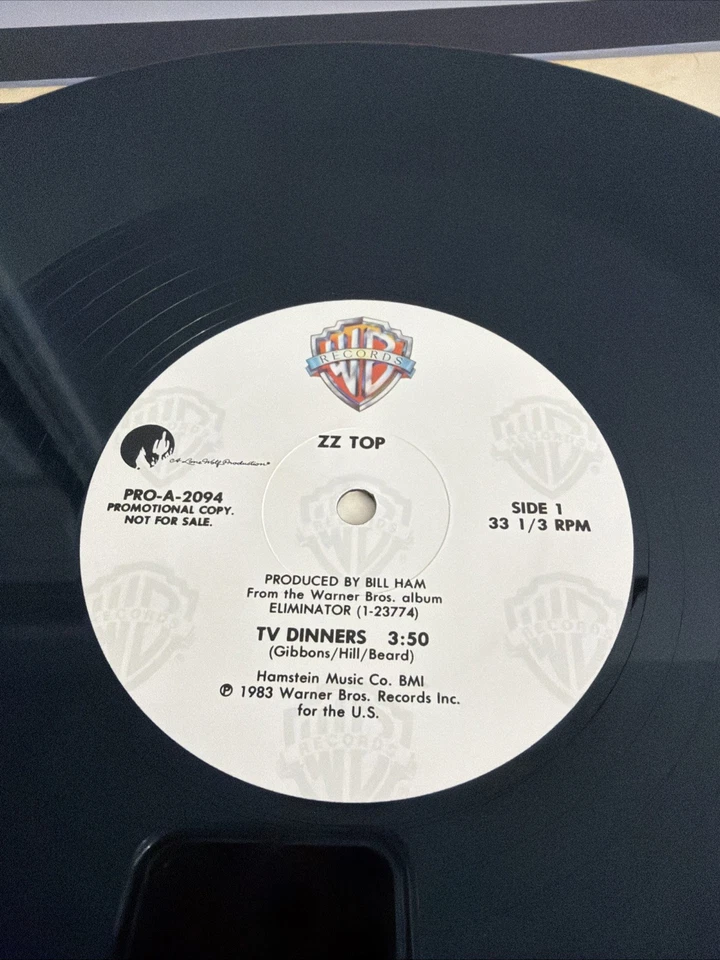 RECORDS
ZZ TOP
A Lone Wolf Production
PRO-A-2094
PROMOTIONAL COPY.
NOT FOR SALE.
SIDE 1
33 1/3 RPM
PRODUCED BY BILL HAM
From the Warner Bros. album
ELIMINATOR (1-23774)
TV DINNERS 3:50
(Gibbons/Hill/Beard)
Hamstein Music Co. BMI
℗ 1983 Warner Bros. Records Inc.
for the U.S.